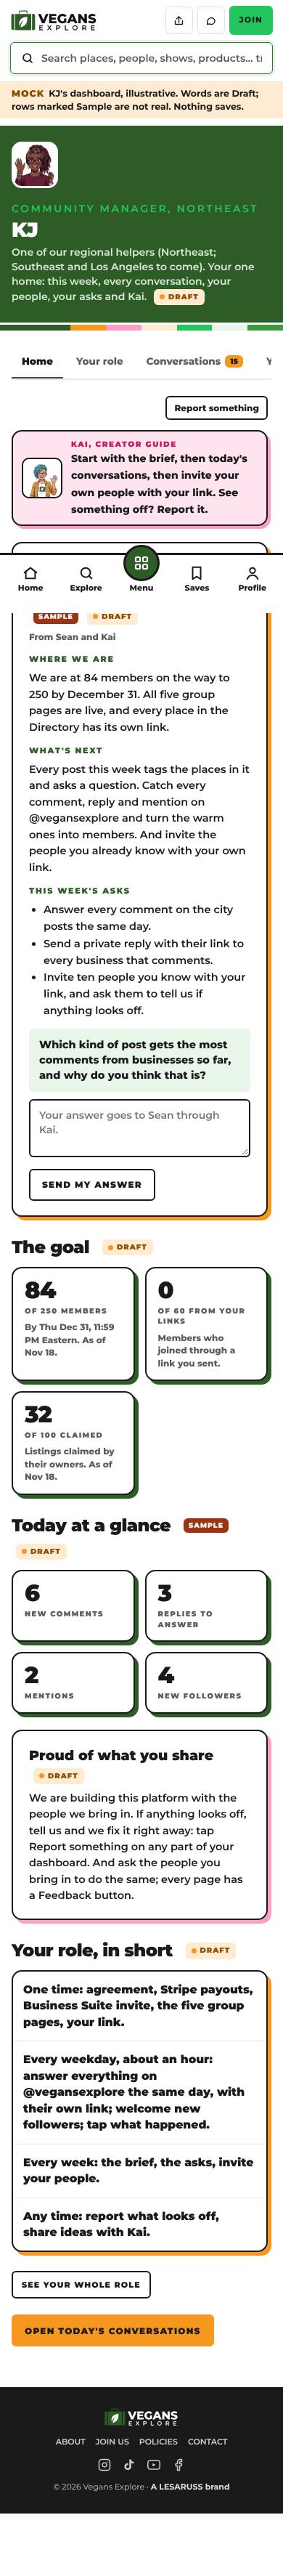 VEGANS
EXPLORE
JOIN
Search places, people, shows, products...
MOCK KJ's dashboard, illustrative. Words are Draft;
rows marked Sample are not real. Nothing saves.
COMMUNITY MANAGER, NORTHEAST
KJ
One of our regional helpers (Northeast;
Southeast and Los Angeles to come). Your one
home: this week, every conversation, your
people, your asks and Kai. DRAFT
Home Your role Conversations 15
Report something
KAI, CREATOR GUIDE
Start with the brief, then today's
conversations, then invite your
own people with your link. See
something off? Report it.
Home Explore Menu Saves Profile
SAMPLE DRAFT
From Sean and Kai
WHERE WE ARE
We are at 84 members on the way to
250 by December 31. All five group
pages are live, and every place in the
Directory has its own link.
WHAT'S NEXT
Every post this week tags the places in it
and asks a question. Catch every
comment, reply and mention on
@vegansexplore and turn the warm
ones into members. And invite the
people you already know with your own
link.
THIS WEEK'S ASKS
• Answer every comment on the city
posts the same day.
• Send a private reply with their link to
every business that comments.
• Invite ten people you know with your
link, and ask them to tell us if
anything looks off.
Which kind of post gets the most
comments from businesses so far,
and why do you think that is?
Your answer goes to Sean through
Kai.
SEND MY ANSWER
The goal DRAFT
84
OF 250 MEMBERS
By Thu Dec 31, 11:59
PM Eastern. As of
Nov 18.
0
OF 60 FROM YOUR
LINKS
Members who
joined through a
link you sent.
32
OF 100 CLAIMED
Listings claimed by
their owners. As of
Nov 18.
Today at a glance SAMPLE
DRAFT
6
NEW COMMENTS
3
REPLIES TO
ANSWER
2
MENTIONS
4
NEW FOLLOWERS
Proud of what you share
DRAFT
We are building this platform with the
people we bring in. If anything looks off,
tell us and we fix it right away: tap
Report something on any part of your
dashboard. And ask the people you
bring in to do the same; every page has
a Feedback button.
Your role, in short DRAFT
One time: agreement, Stripe payouts,
Business Suite invite, the five group
pages, your link.
Every weekday, about an hour:
answer everything on
@vegansexplore the same day, with
their own link; welcome new
followers; tap what happened.
Every week: the brief, the asks, invite
your people.
Any time: report what looks off,
share ideas with Kai.
SEE YOUR WHOLE ROLE
OPEN TODAY'S CONVERSATIONS
VEGANS
EXPLORE
ABOUT JOIN US POLICIES CONTACT
© 2026 Vegans Explore · A LESARUSS brand